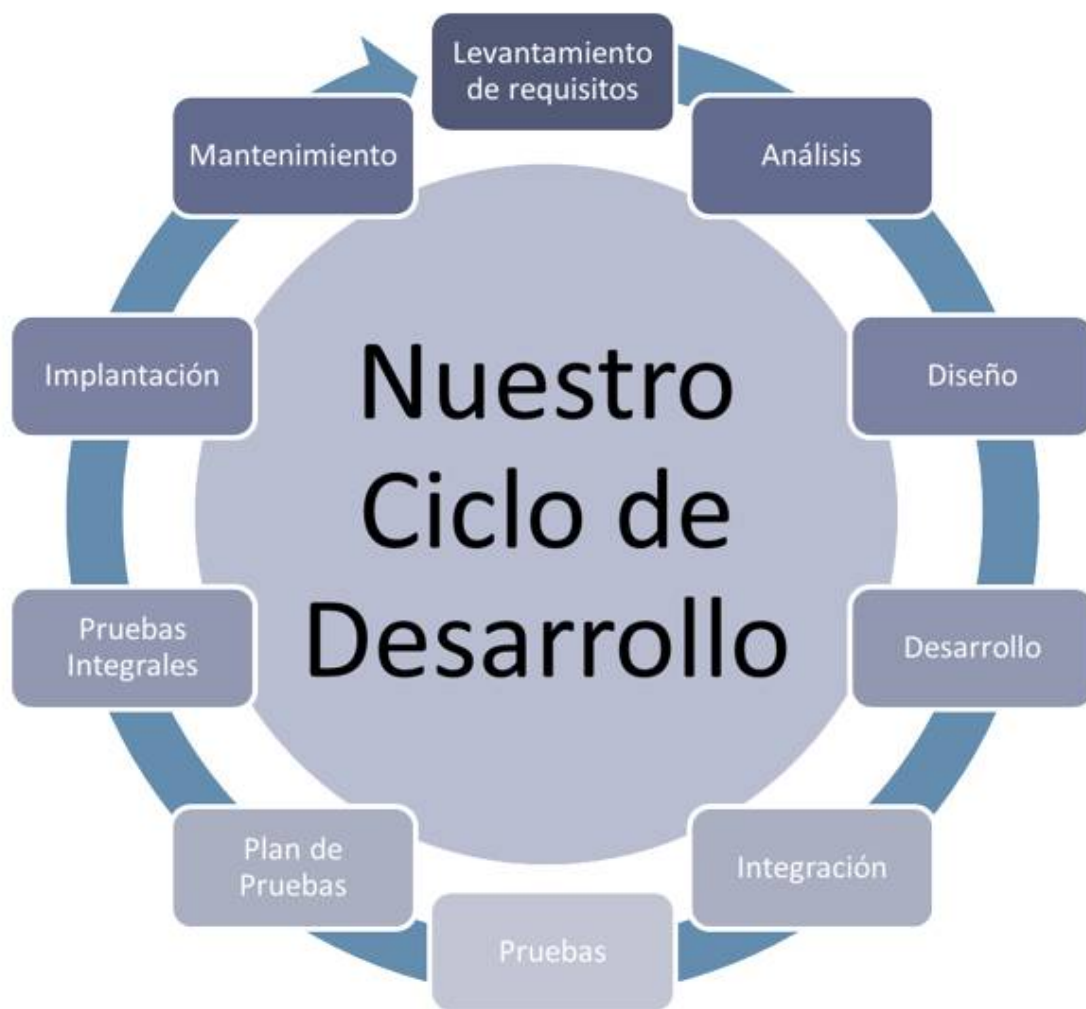 Levantamiento
de requisitos
Análisis
Diseño
Desarrollo
Integración
Pruebas
Plan de
Pruebas
Pruebas
Integrales
Implantación
Mantenimiento
Nuestro
Ciclo de
Desarrollo